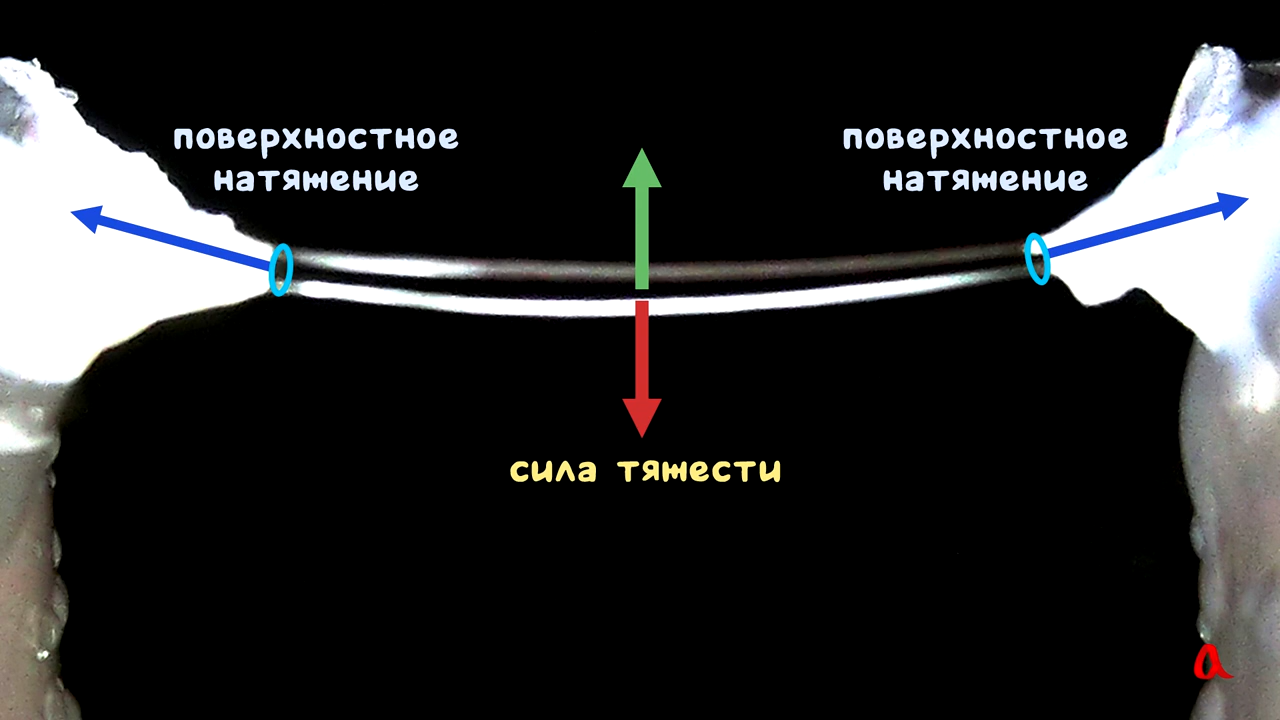 поверхностное
натяжение
поверхностное
натяжение
сила тяжести
a